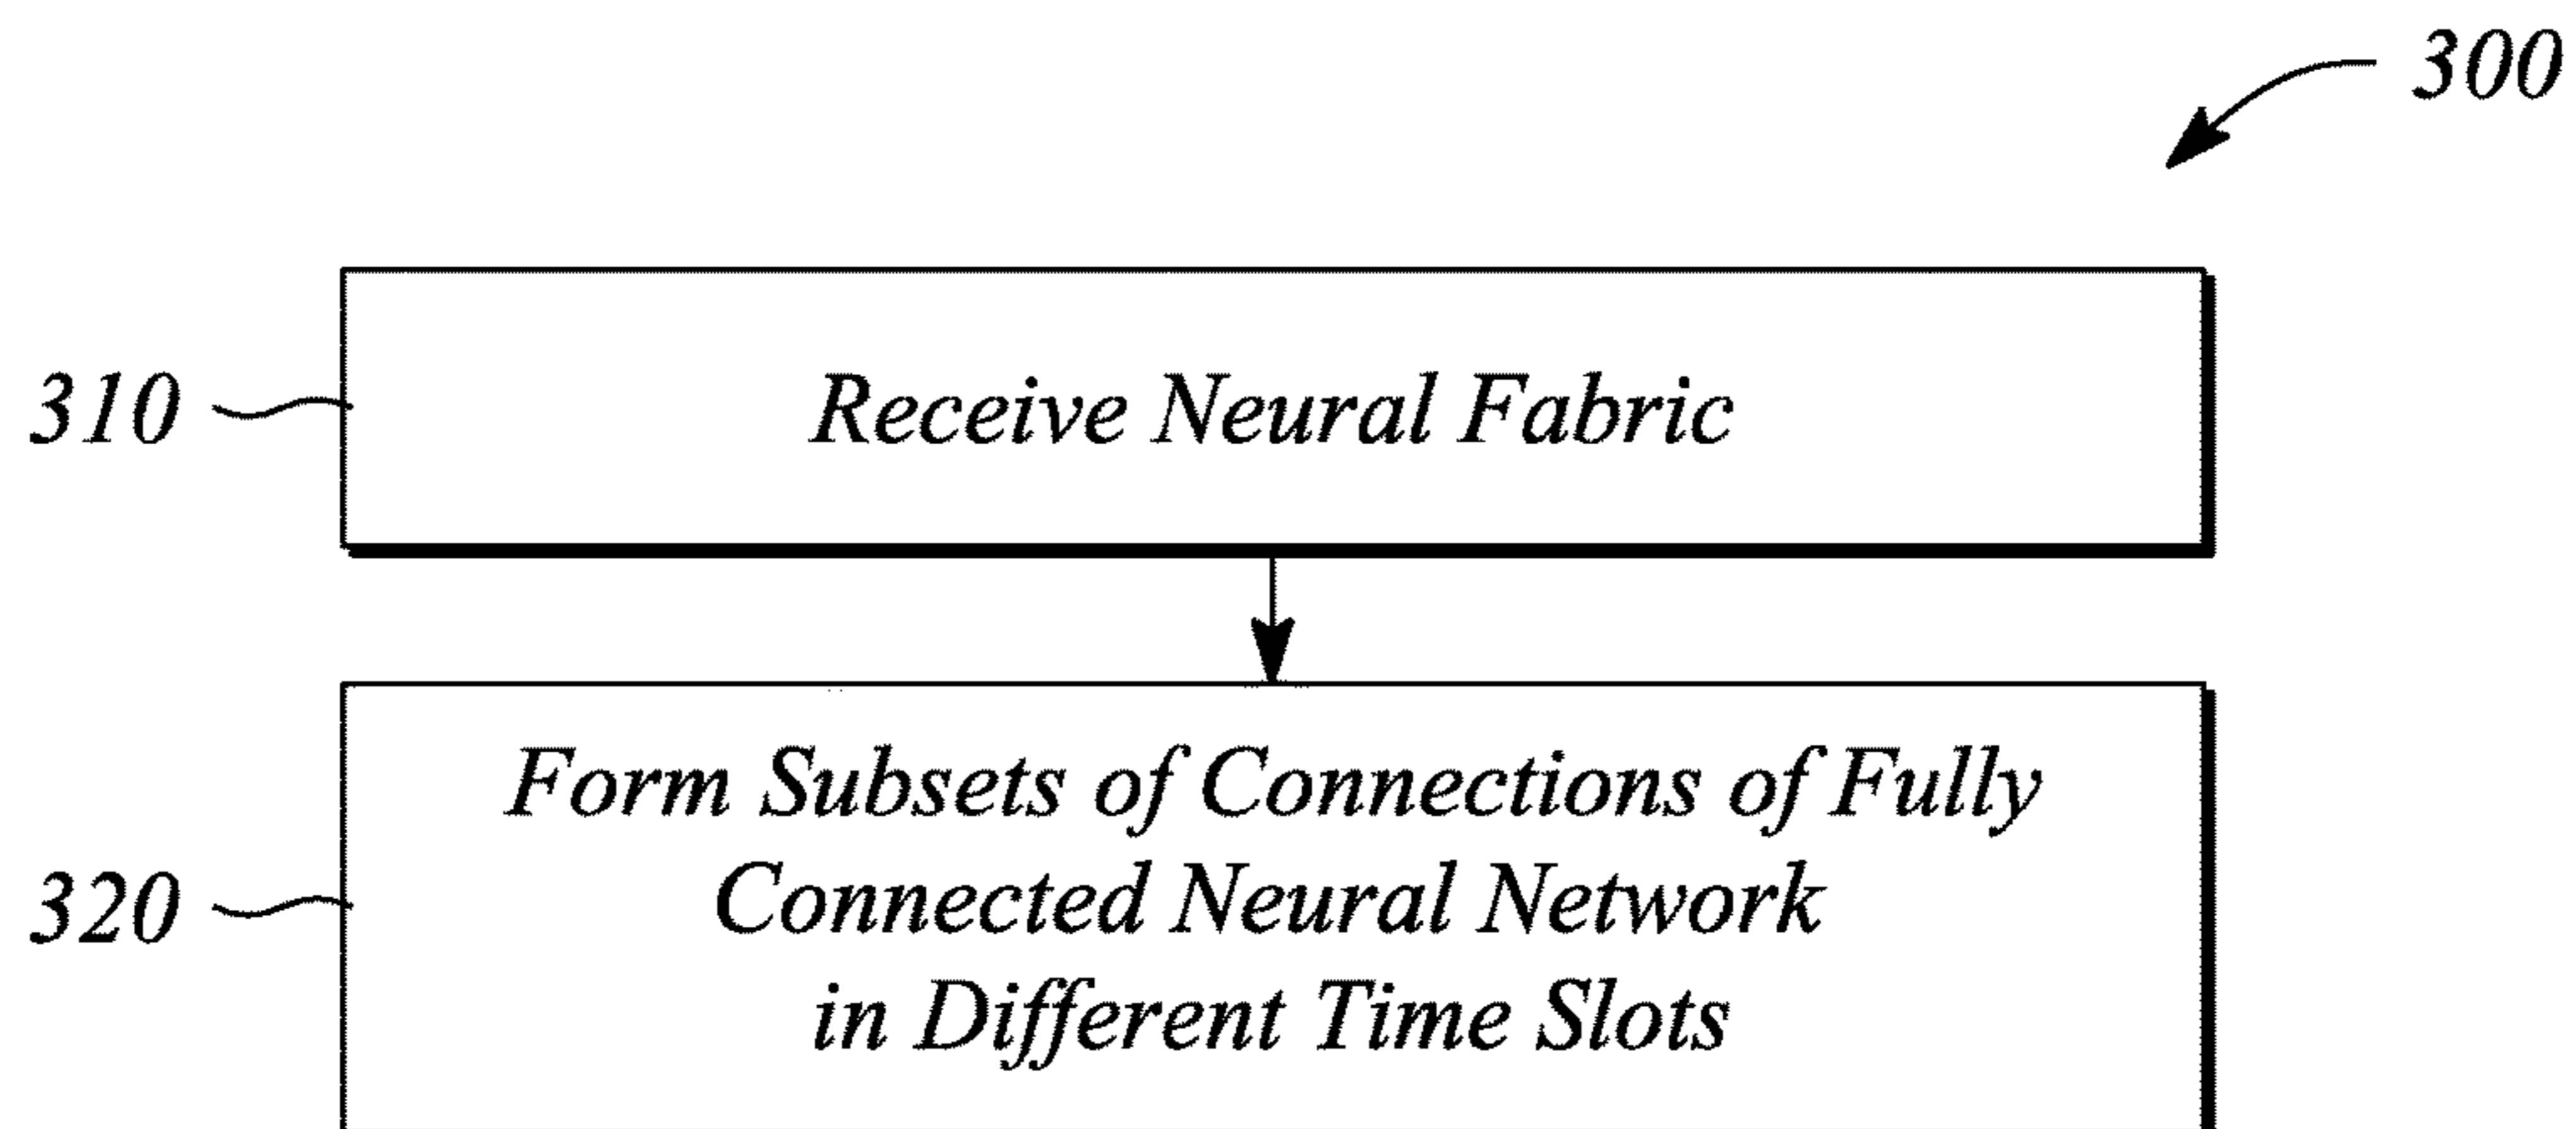 300
310
Receive Neural Fabric
320
Form Subsets of Connections of Fully
Connected Neural Network
in Different Time Slots